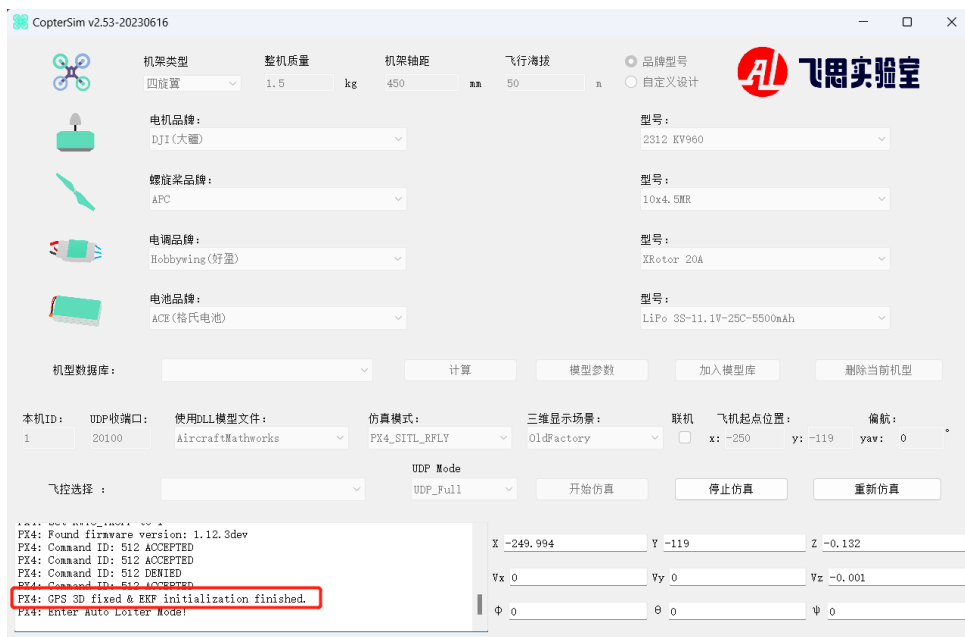 CopterSim v2.53-20230616
机架类型 整机质量 机架轴距 飞行海拔 品牌型号
四旋翼 1.5 kg 450 mm 50 m 自定义设计
飞思实验室
电机品牌: 型号:
DJI(大疆) 2312 KV960
螺旋桨品牌: 型号:
APC 10x4.5MR
电调品牌: 型号:
Hobbywing(好盈) XRotor 20A
电池品牌: 型号:
ACE(格氏电池) LiPo 3S-11.1V-25C-5500mAh
机型数据库: 计算 模型参数 加入模型库 删除当前机型
本机ID: UDP收端口: 使用DLL模型文件: 仿真模式: 三维显示场景: 联机 飞机起点位置: 偏航:
1 20100 AircraftMathworks PX4_SITL_RFLY OldFactory x: -250 y: -119 yaw: 0 °
UDP Mode
飞控选择 : UDP_Full 开始仿真 停止仿真 重新仿真
PX4: Found firmware version: 1.12.3dev
PX4: Command ID: 512 ACCEPTED
PX4: Command ID: 512 ACCEPTED
PX4: Command ID: 512 DENIED
PX4: Command ID: 512 ACCEPTED
PX4: GPS 3D fixed & EKF initialization finished.
PX4: Enter Auto Loiter Mode!
X -249.994 Y -119 Z -0.132
Vx 0 Vy 0 Vz -0.001
Φ 0 Θ 0 ψ 0